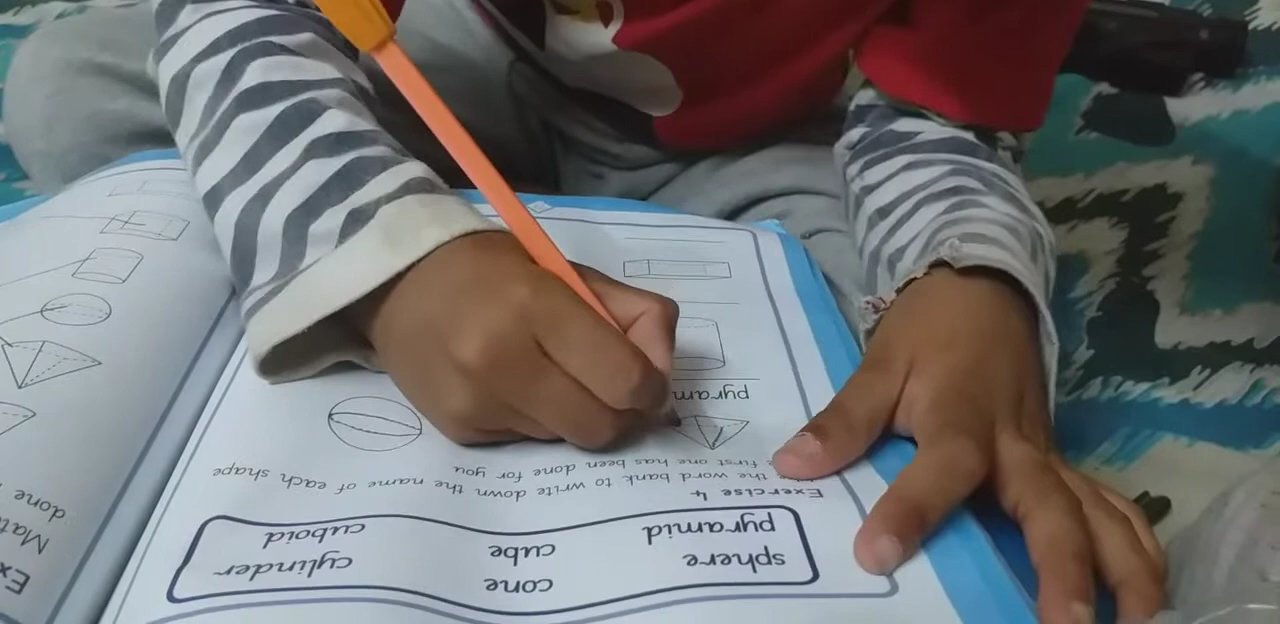 sphere cone cylinder
pyramid cube cuboid
Exercise 4
the word bank to write down the name of each shape
first one has been done for you
pyram
Ex
Mat
done